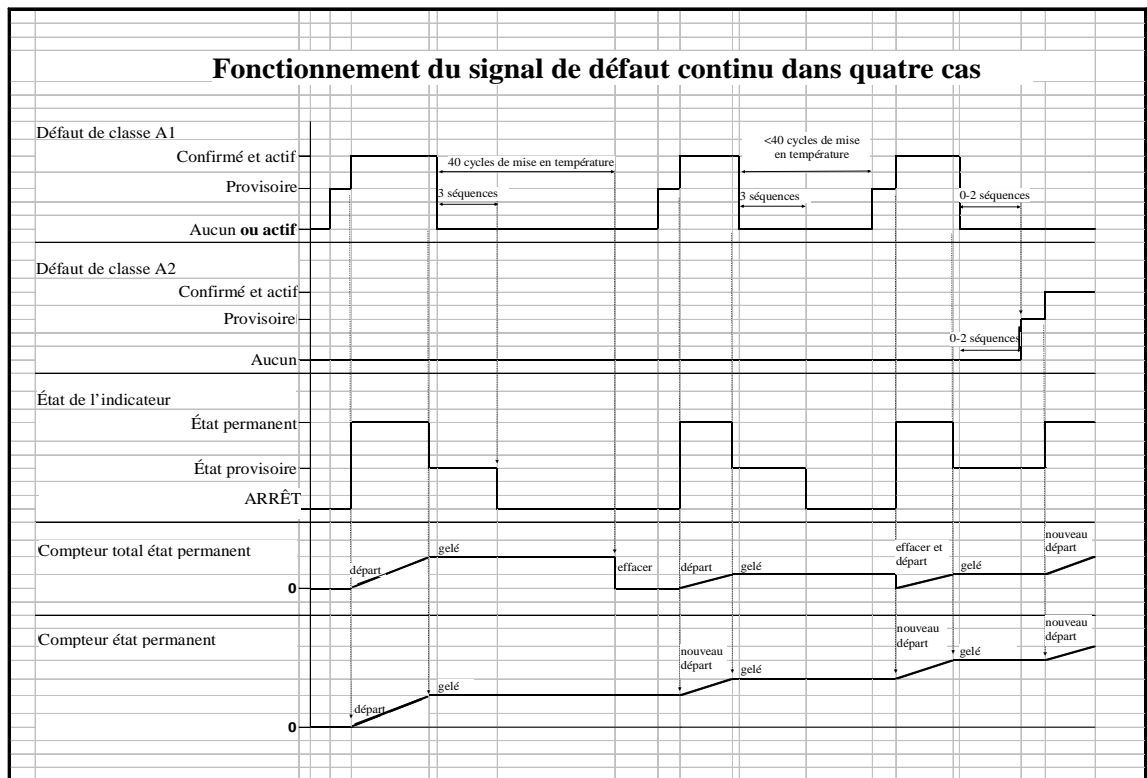 Fonctionnement du signal de défaut continu dans quatre cas
Défaut de classe A1
Confirmé et actif
Provisoire
Aucun ou actif
40 cycles de mise en température
3 séquences
<40 cycles de mise
en température
3 séquences
0-2 séquences
Défaut de classe A2
Confirmé et actif
Provisoire
Aucun
0-2 séquences
État de l’indicateur
État permanent
État provisoire
ARRÊT
Compteur total état permanent
0
départ
gelé
effacer
départ
gelé
effacer et
départ
gelé
nouveau
départ
Compteur état permanent
0
départ
gelé
nouveau
départ
gelé
nouveau
départ
gelé
nouveau
départ